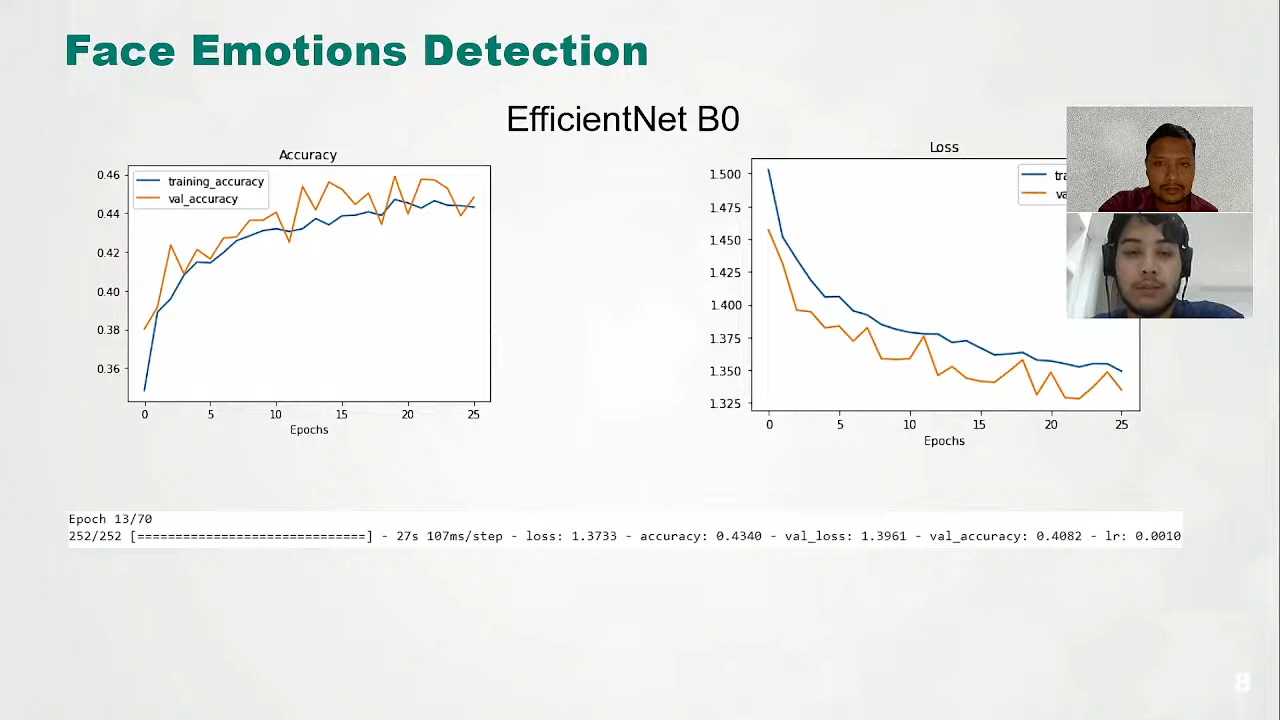 Face Emotions Detection
EfficientNet B0
Accuracy
training_accuracy
val_accuracy
0.46
0.44
0.42
0.40
0.38
0.36
0 5 10 15 20 25
Epochs
Loss
1.500
1.475
1.450
1.425
1.400
1.375
1.350
1.325
0 5 10 15 20 25
Epochs
Epoch 13/70
252/252 [==============================] - 27s 107ms/step - loss: 1.3733 - accuracy: 0.4340 - val_loss: 1.3961 - val_accuracy: 0.4082 - lr: 0.0010
8